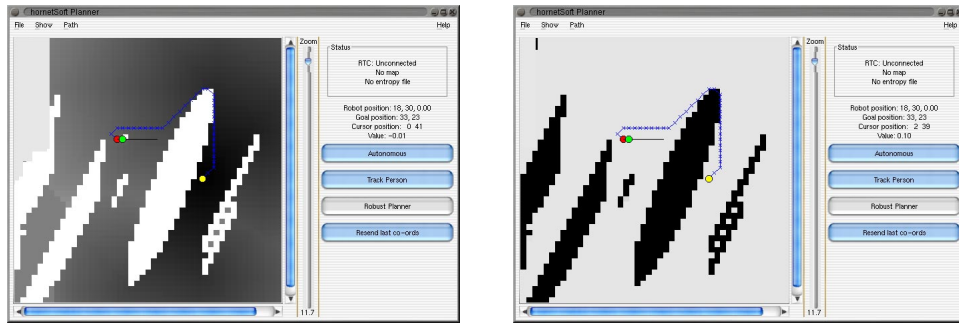 hornetSoft Planner
File Show Path Help
Zoom
Status
RTC: Unconnected
No map
No entropy file
Robot position: 18, 30, 0.00
Goal position: 33, 23
Cursor position: 0 41
Value: -0.01
Autonomous
Track Person
Robust Planner
Resend last co-ords
11.7
hornetSoft Planner
File Show Path Help
Zoom
Status
RTC: Unconnected
No map
No entropy file
Robot position: 18, 30, 0.00
Goal position: 33, 23
Cursor position: 2 39
Value: 0.10
Autonomous
Track Person
Robust Planner
Resend last co-ords
11.7